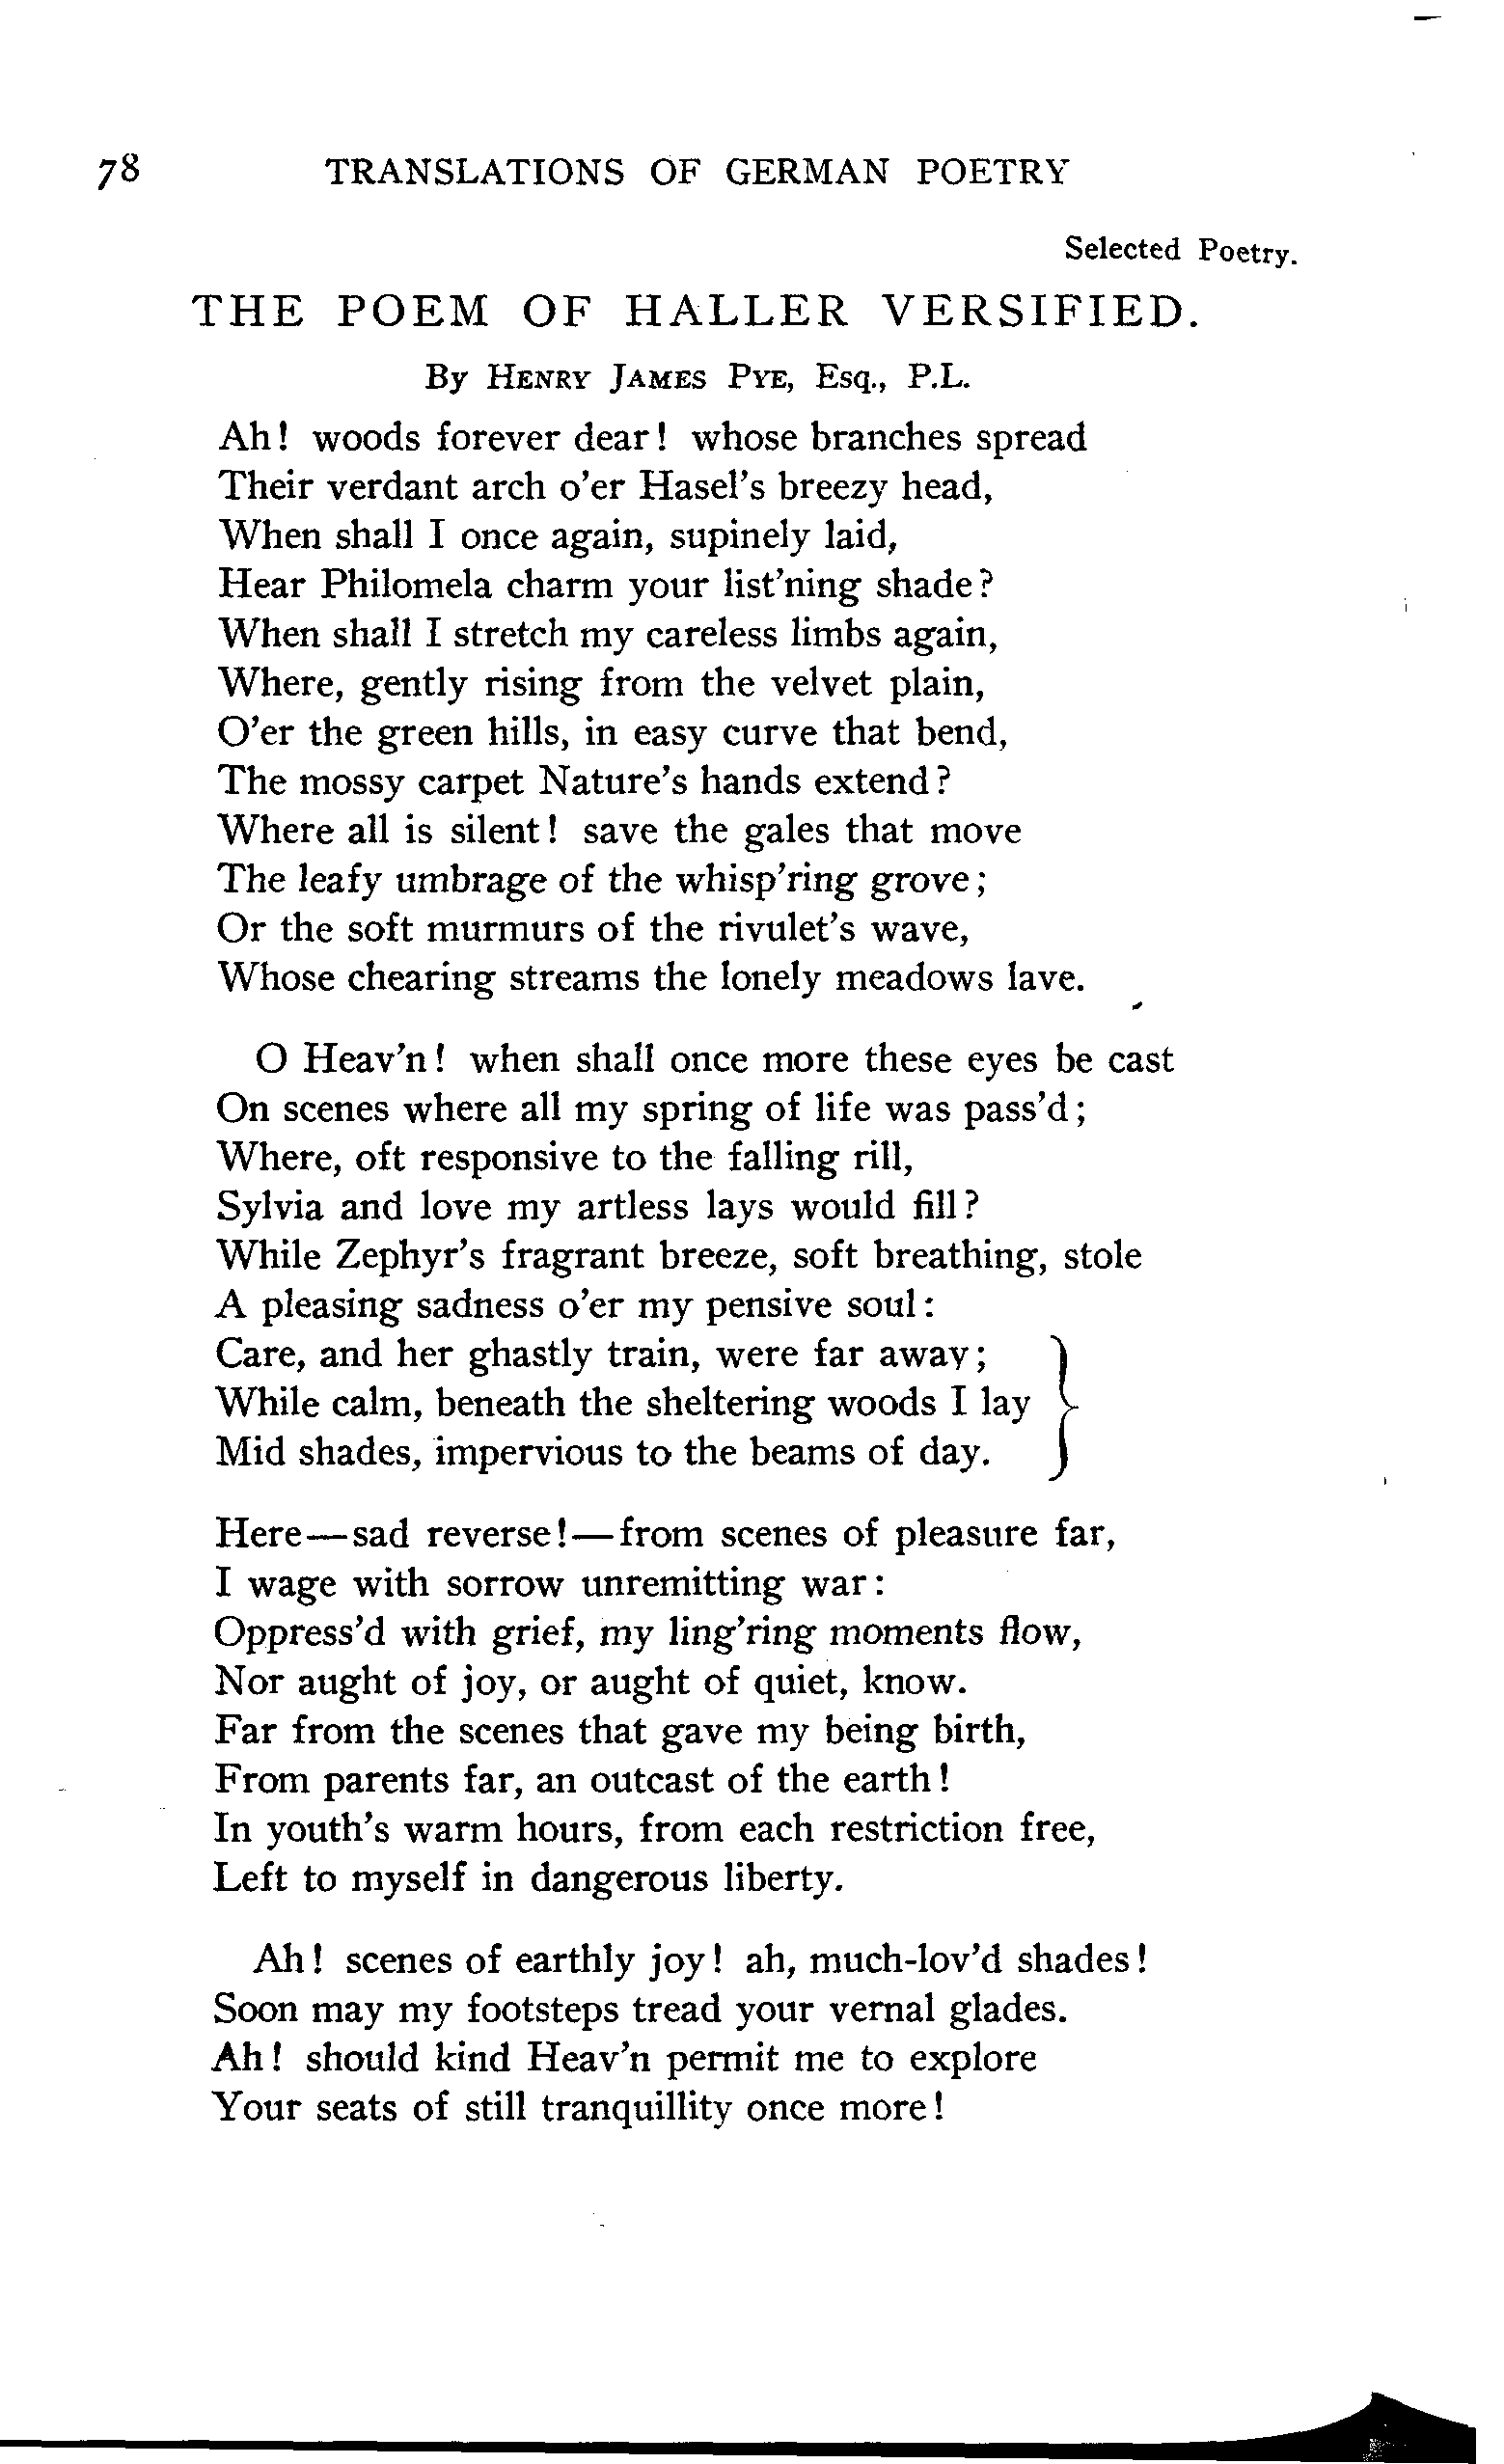 78 TRANSLATIONS OF GERMAN POETRY
Selected Poetry.
THE POEM OF HALLER VERSIFIED.
By HENRY JAMES PYE, Esq., P.L.
Ah! woods forever dear! whose branches spread
Their verdant arch o'er Hasel's breezy head,
When shall I once again, supinely laid,
Hear Philomela charm your list'ning shade?
When shall I stretch my careless limbs again,
Where, gently rising from the velvet plain,
O'er the green hills, in easy curve that bend,
The mossy carpet Nature's hands extend?
Where all is silent! save the gales that move
The leafy umbrage of the whisp'ring grove;
Or the soft murmurs of the rivulet's wave,
Whose chearing streams the lonely meadows lave.
O Heav'n! when shall once more these eyes be cast
On scenes where all my spring of life was pass'd;
Where, oft responsive to the falling rill,
Sylvia and love my artless lays would fill?
While Zephyr's fragrant breeze, soft breathing, stole
A pleasing sadness o'er my pensive soul:
Care, and her ghastly train, were far away;
While calm, beneath the sheltering woods I lay
Mid shades, impervious to the beams of day.
Here—sad reverse!—from scenes of pleasure far,
I wage with sorrow unremitting war:
Oppress'd with grief, my ling'ring moments flow,
Nor aught of joy, or aught of quiet, know.
Far from the scenes that gave my being birth,
From parents far, an outcast of the earth!
In youth's warm hours, from each restriction free,
Left to myself in dangerous liberty.
Ah! scenes of earthly joy! ah, much-lov'd shades!
Soon may my footsteps tread your vernal glades.
Ah! should kind Heav'n permit me to explore
Your seats of still tranquillity once more!